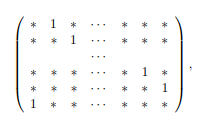 * 1 * ⋯ * * *
* * 1 ⋯ * * *
⋯
* * * ⋯ * 1 *
* * * ⋯ * * 1
1 * * ⋯ * * *
,